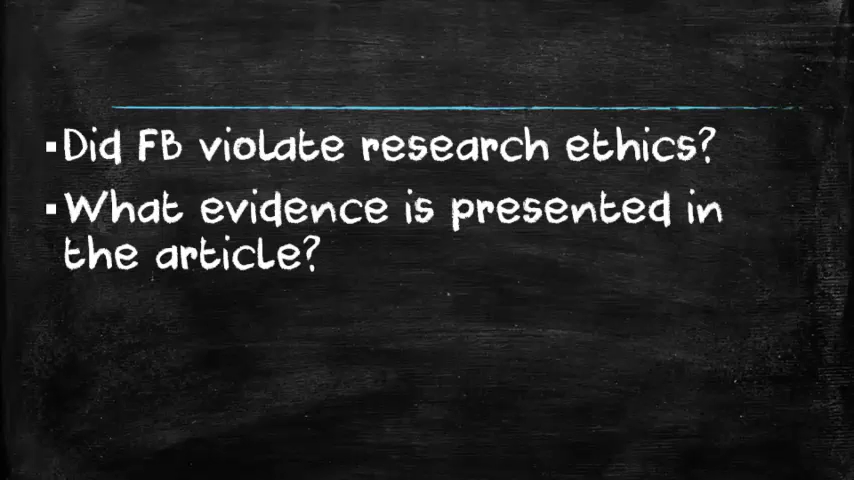 ▪Did FB violate research ethics?
▪What evidence is presented in
the article?